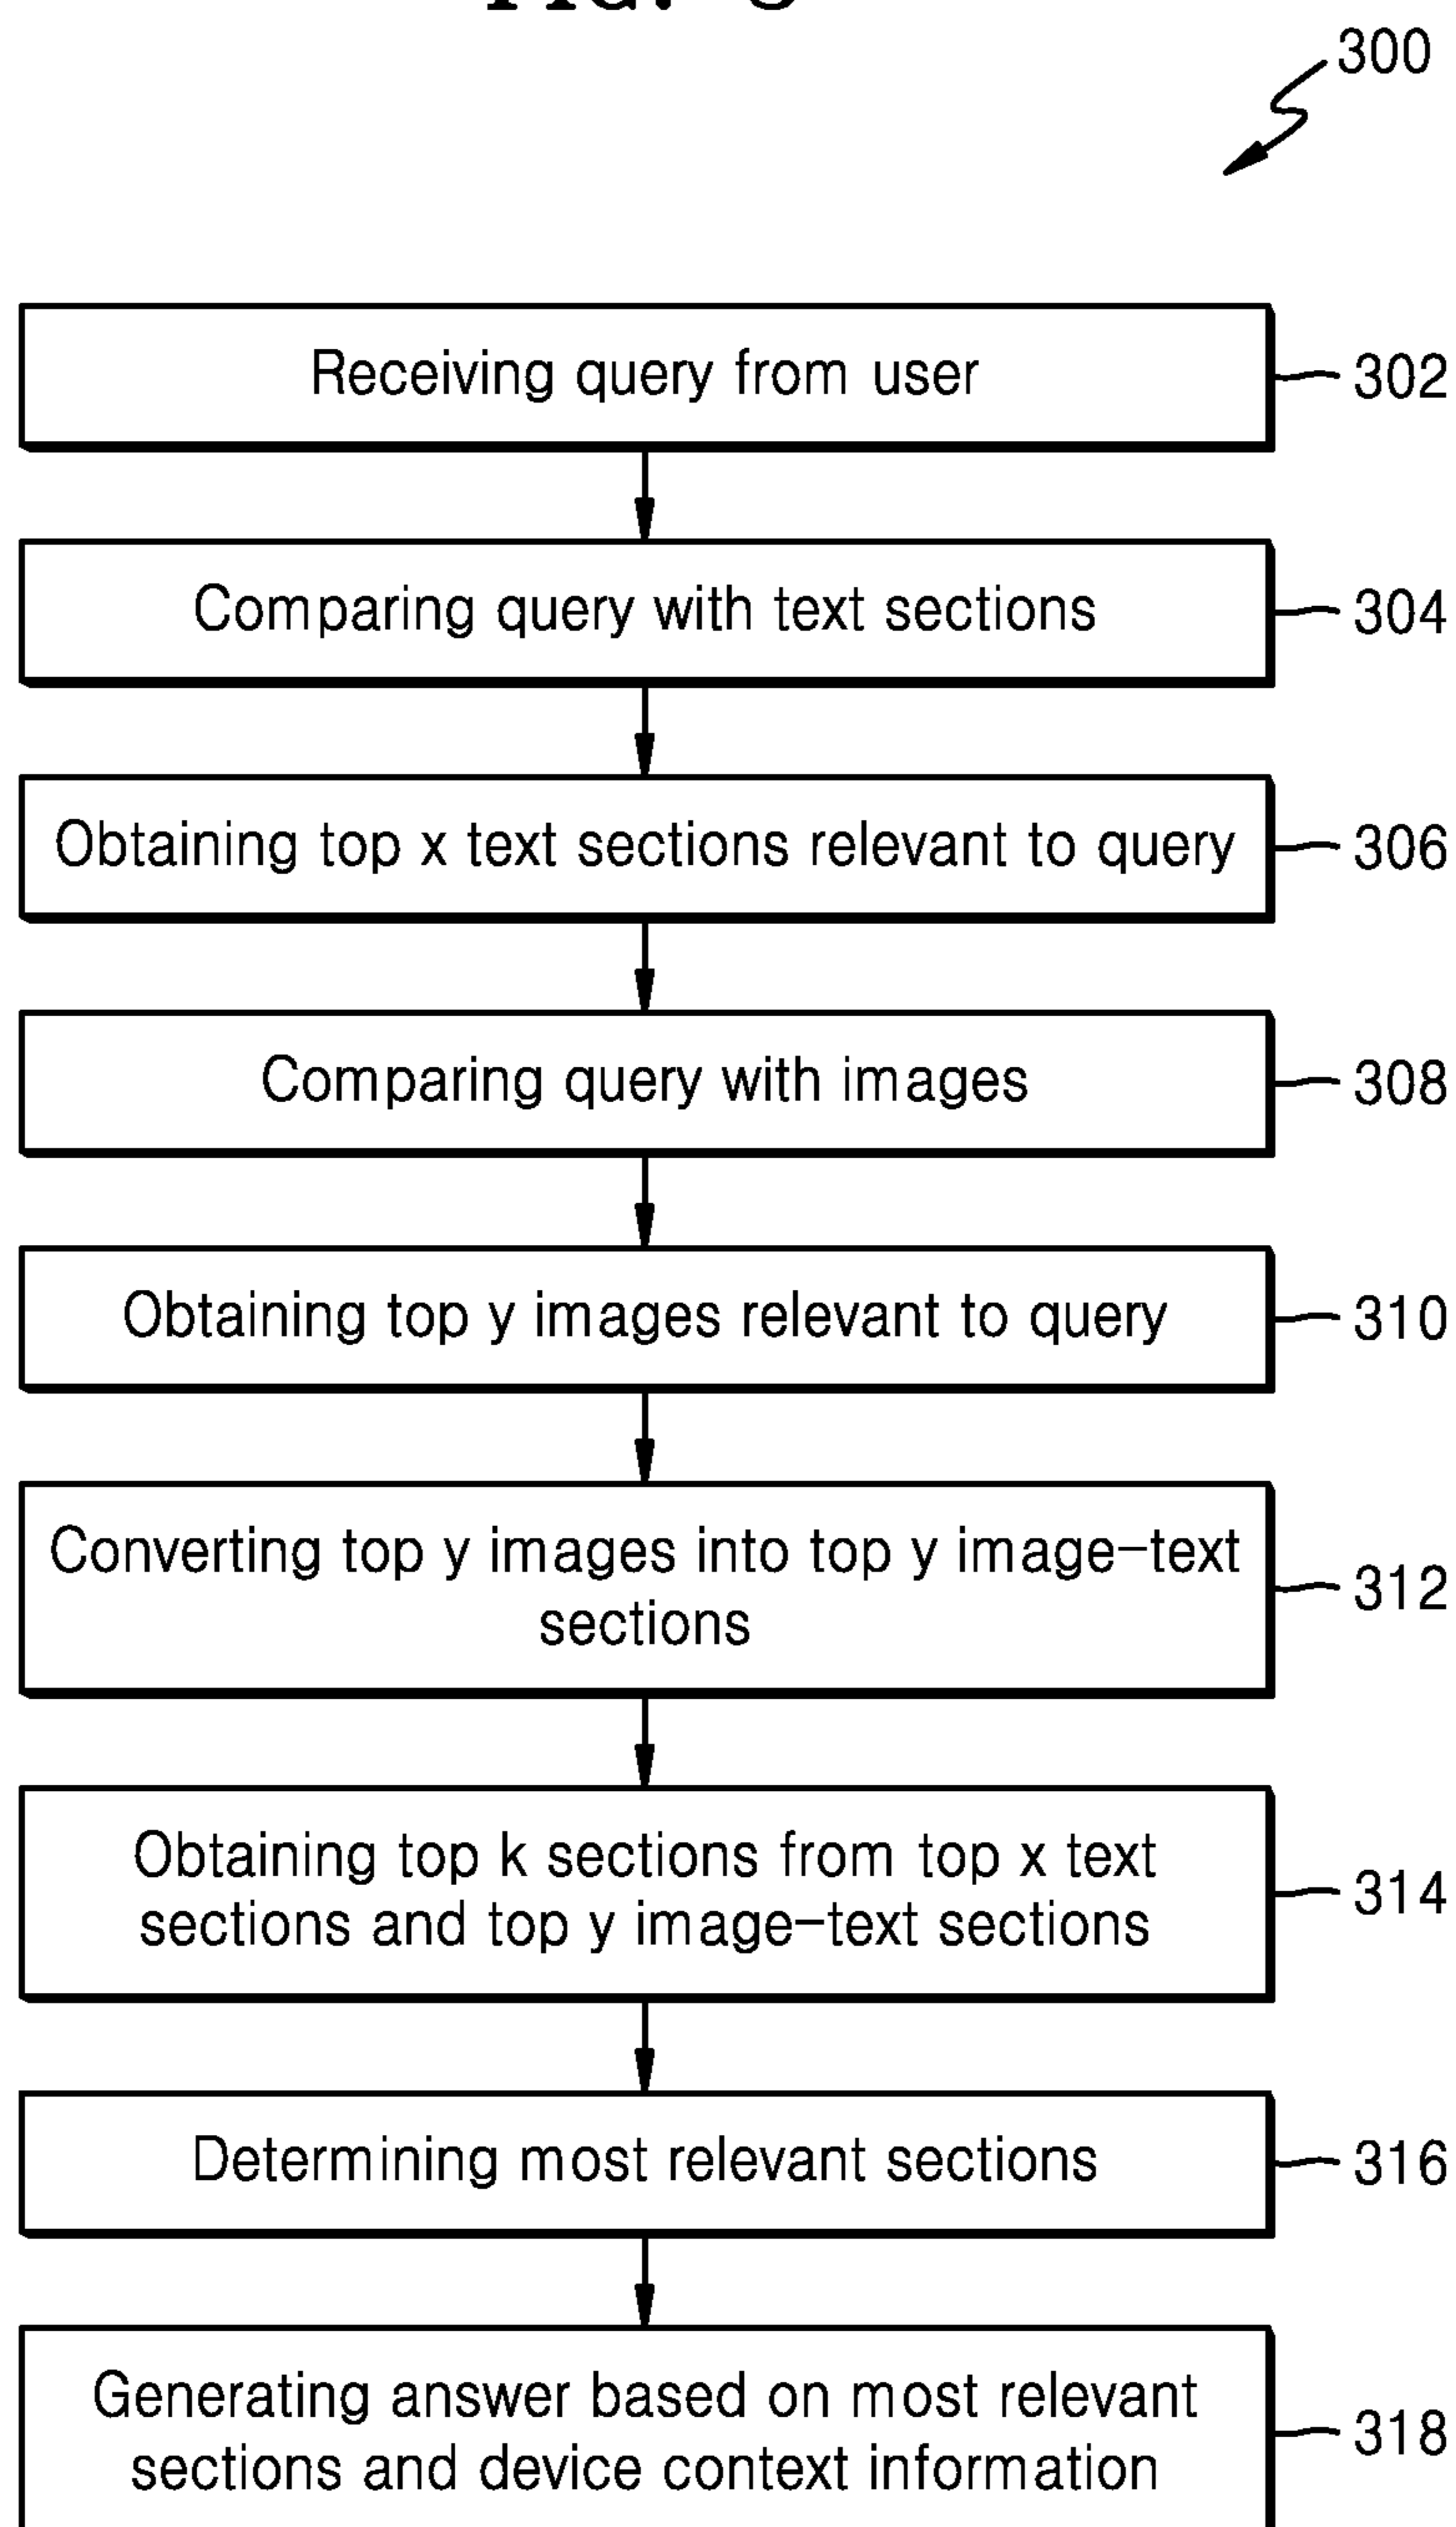 300
Receiving query from user
302
Comparing query with text sections
304
Obtaining top x text sections relevant to query
306
Comparing query with images
308
Obtaining top y images relevant to query
310
Converting top y images into top y image-text
sections
312
Obtaining top k sections from top x text
sections and top y image-text sections
314
Determining most relevant sections
316
Generating answer based on most relevant
sections and device context information
318